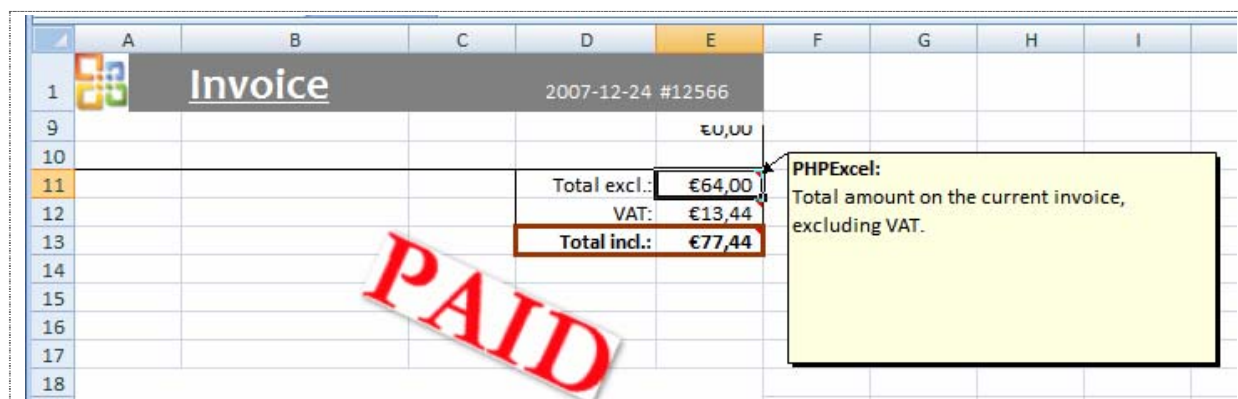 A B C D E F G H I
1 Invoice 2007-12-24 #12566
9 €0,00
10
11 Total excl.: €64,00
12 VAT: €13,44
13 Total incl.: €77,44
14
15
16
17
18
PAID
PHPExcel:
Total amount on the current invoice,
excluding VAT.